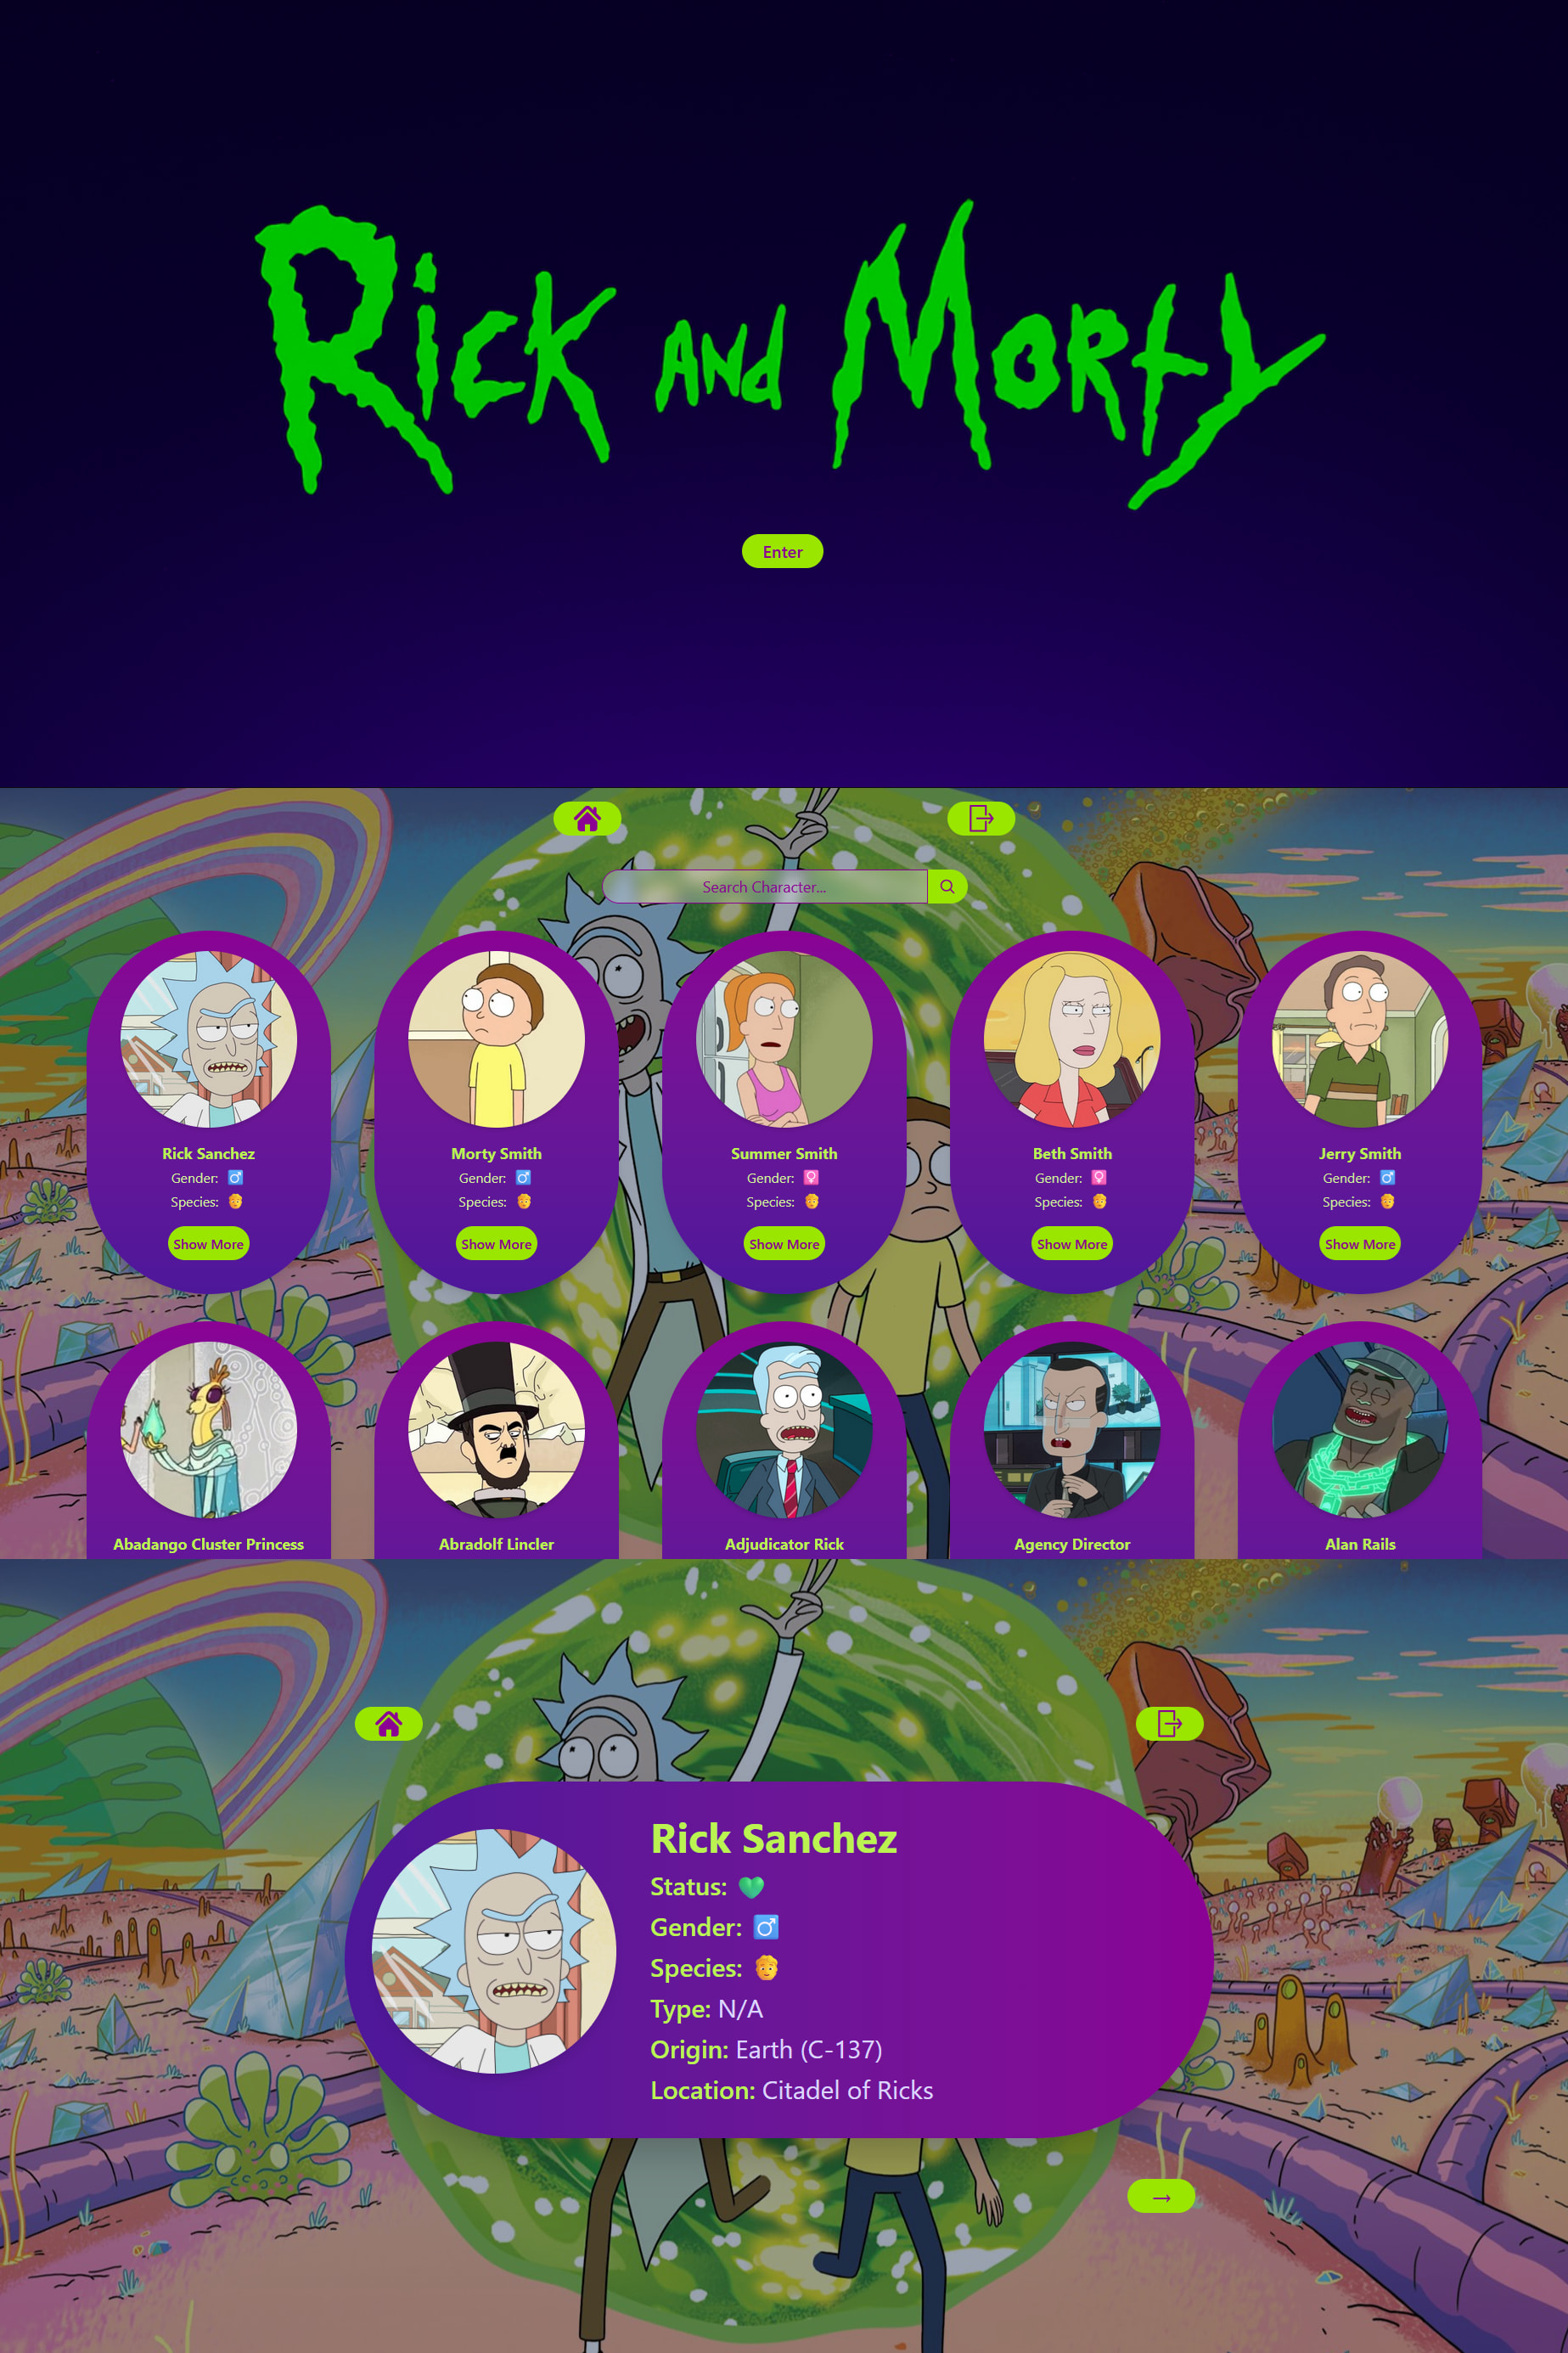 Rick and Morty
Enter
Search Character...
Rick Sanchez
Gender: ♂
Species:
Show More
Morty Smith
Gender: ♂
Species:
Show More
Summer Smith
Gender: ♀
Species:
Show More
Beth Smith
Gender: ♀
Species:
Show More
Jerry Smith
Gender: ♂
Species:
Show More
Abadango Cluster Princess
Abradolf Lincler
Adjudicator Rick
Agency Director
Alan Rails
Rick Sanchez
Status:
Gender: ♂
Species:
Type: N/A
Origin: Earth (C-137)
Location: Citadel of Ricks
→